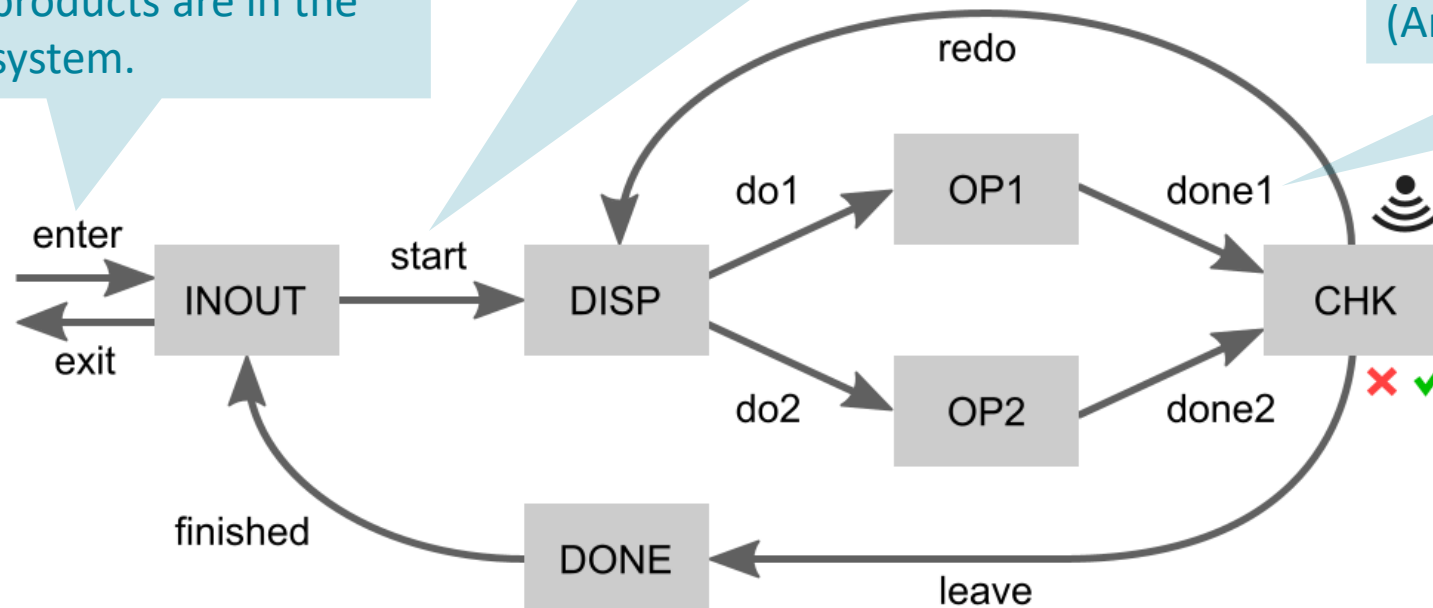 products are in the
system.
(Ar
redo
do1
OP1
done1
enter
start
INOUT
DISP
CHK
exit
do2
OP2
done2
finished
DONE
leave